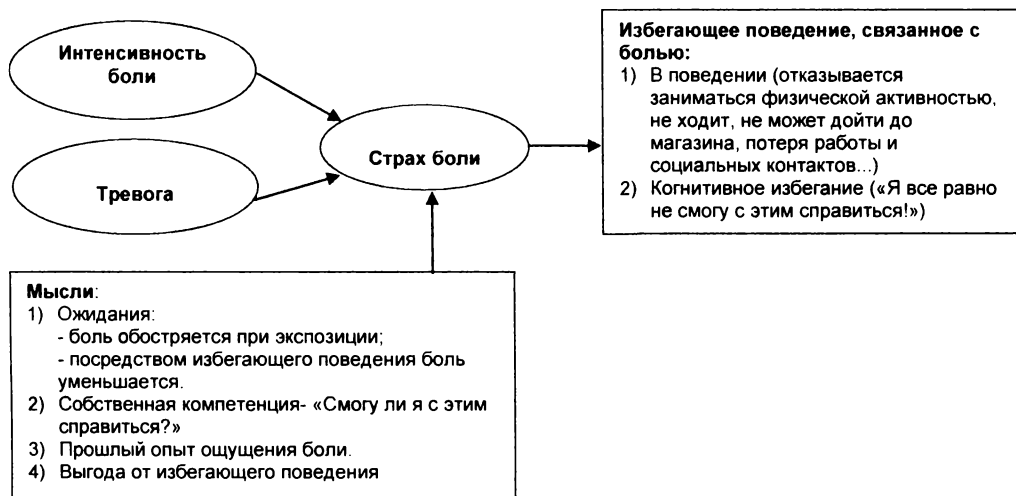 Интенсивность
боли
Тревога
Страх боли
Избегающее поведение, связанное с
болью:
1) В поведении (отказывается
заниматься физической активностью,
не ходит, не может дойти до
магазина, потеря работы и
социальных контактов...)
2) Когнитивное избегание («Я все равно
не смогу с этим справиться!»)
Мысли:
1) Ожидания:
- боль обостряется при экспозиции;
- посредством избегающего поведения боль
уменьшается.
2) Собственная компетенция- «Смогу ли я с этим
справиться?»
3) Прошлый опыт ощущения боли.
4) Выгода от избегающего поведения